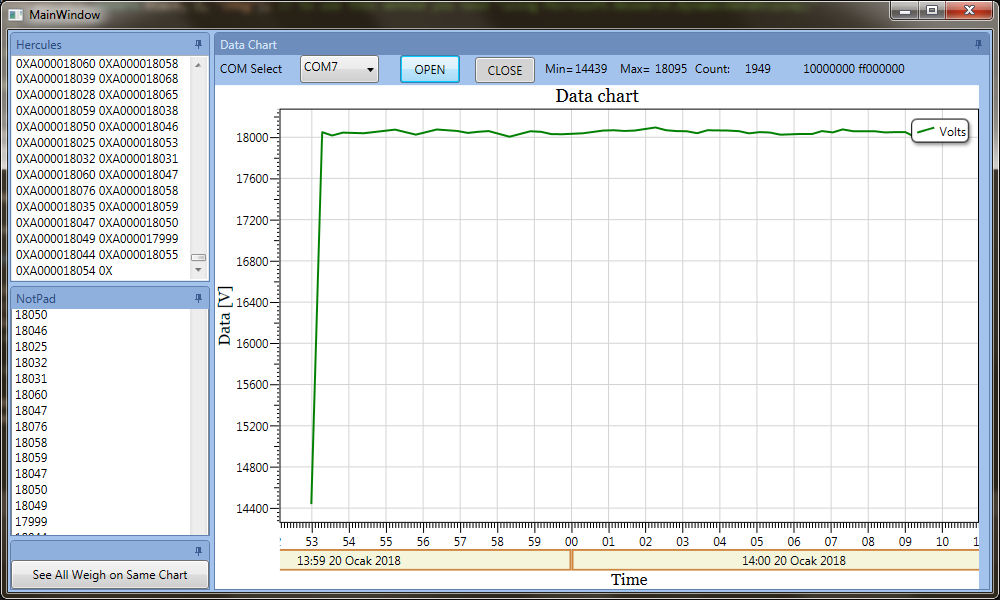 MainWindow
Hercules
0XA000018060 0XA000018058
0XA000018039 0XA000018068
0XA000018028 0XA000018065
0XA000018059 0XA000018038
0XA000018050 0XA000018046
0XA000018025 0XA000018053
0XA000018032 0XA000018031
0XA000018060 0XA000018047
0XA000018076 0XA000018058
0XA000018035 0XA000018059
0XA000018047 0XA000018050
0XA000018049 0XA000017999
0XA000018044 0XA000018055
0XA000018054 0X
NotPad
18050
18046
18025
18032
18031
18060
18047
18076
18058
18059
18047
18050
18049
17999
See All Weigh on Same Chart
Data Chart
COM Select COM7 OPEN CLOSE Min= 14439 Max= 18095 Count: 1949 10000000 ff000000
Data chart
Volts
Data [V]
18000
17600
17200
16800
16400
16000
15600
15200
14800
14400
53 54 55 56 57 58 59 00 01 02 03 04 05 06 07 08 09 10
13:59 20 Ocak 2018 14:00 20 Ocak 2018
Time